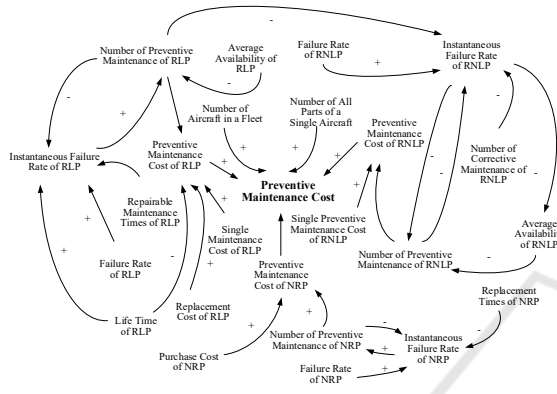 Number of Preventive
Maintenance of RLP
Average
Availability of
RLP
Failure Rate
of RNLP
Instantaneous
Failure Rate
of RNLP
-
+
-
-
+
-
-
-
Number of
Aircraft in a Fleet
Number of All
Parts of a
Single Aircraft
Preventive
Maintenance
Cost of RNLP
Instantaneous Failure
Rate of RLP
Preventive
Maintenance
Cost of RLP
+
+
+
+
Preventive
Maintenance Cost
Number of
Corrective
Maintenance of
RNLP
-
-
-
+
+
+
Repairable
Maintenance
Times of RLP
Single
Maintenance
Cost of RLP
Single Preventive
Maintenance Cost
of RNLP
Average
Availability
of RNLP
+
+
-
+
+
Failure Rate
of RLP
Preventive
Maintenance
Cost of NRP
Number of Preventive
Maintenance of RNLP
-
Life Time of
RLP
Replacement
Cost of RLP
Replacement
Times of NRP
+
+
-
-
Purchase Cost
of NRP
Number of Preventive
Maintenance of NRP
+
Instantaneous
Failure Rate of
NRP
Failure Rate
of NRP
+